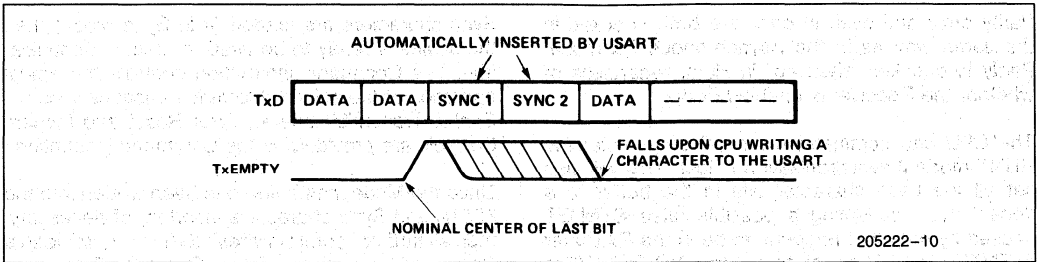 AUTOMATICALLY INSERTED BY USART
TxD DATA DATA SYNC 1 SYNC 2 DATA
TxEMPTY
FALLS UPON CPU WRITING A
CHARACTER TO THE USART
NOMINAL CENTER OF LAST BIT
205222-10